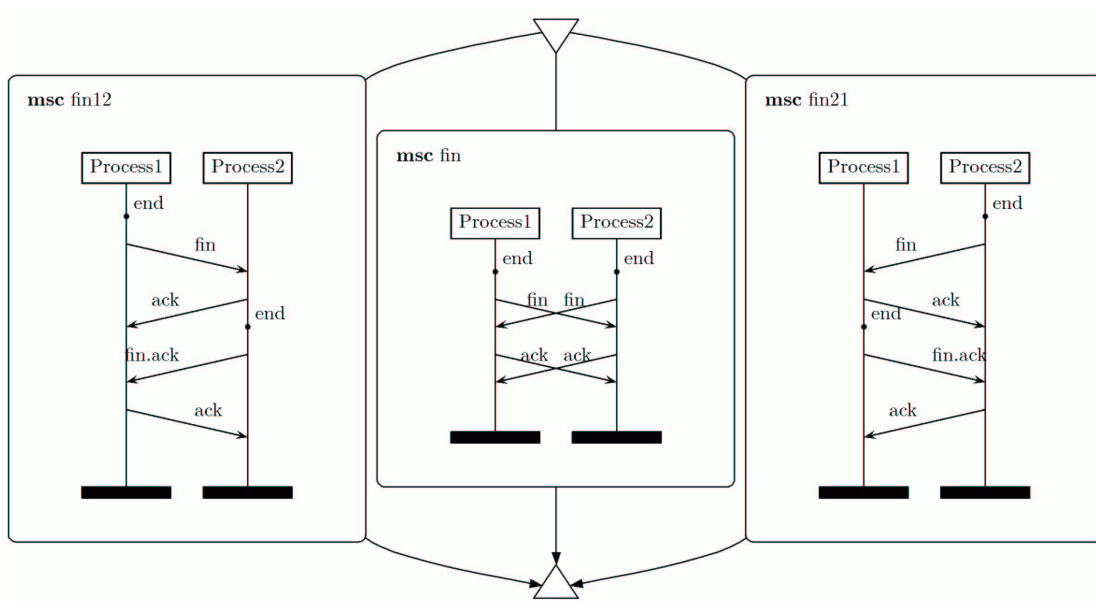 msc fin12
Process1 Process2
end
fin
ack
end
fin.ack
ack
msc fin
Process1 Process2
end end
fin fin
ack ack
msc fin21
Process1 Process2
end
fin
ack
end
fin.ack
ack